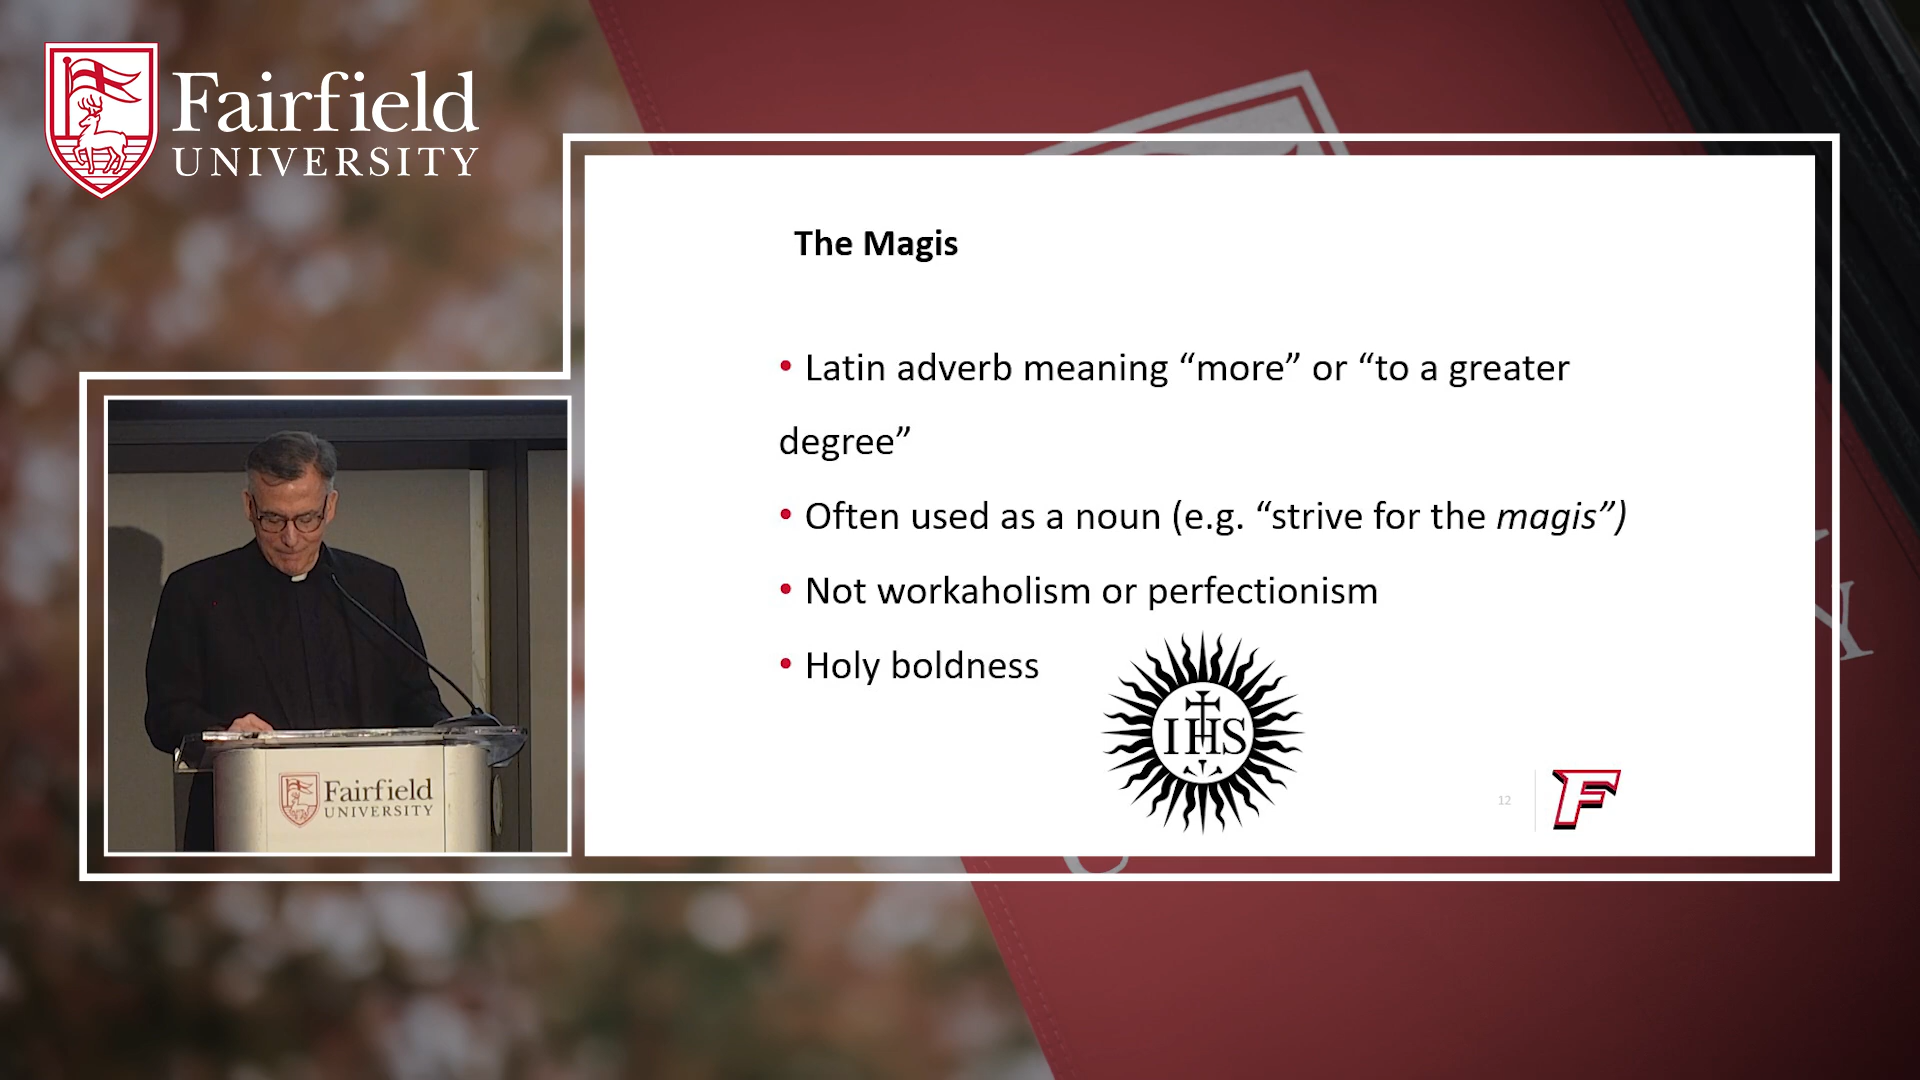 Fairfield
UNIVERSITY
The Magis
• Latin adverb meaning “more” or “to a greater
degree”
• Often used as a noun (e.g. “strive for the magis”)
• Not workaholism or perfectionism
• Holy boldness
IHS
12
F
Fairfield
UNIVERSITY
Y